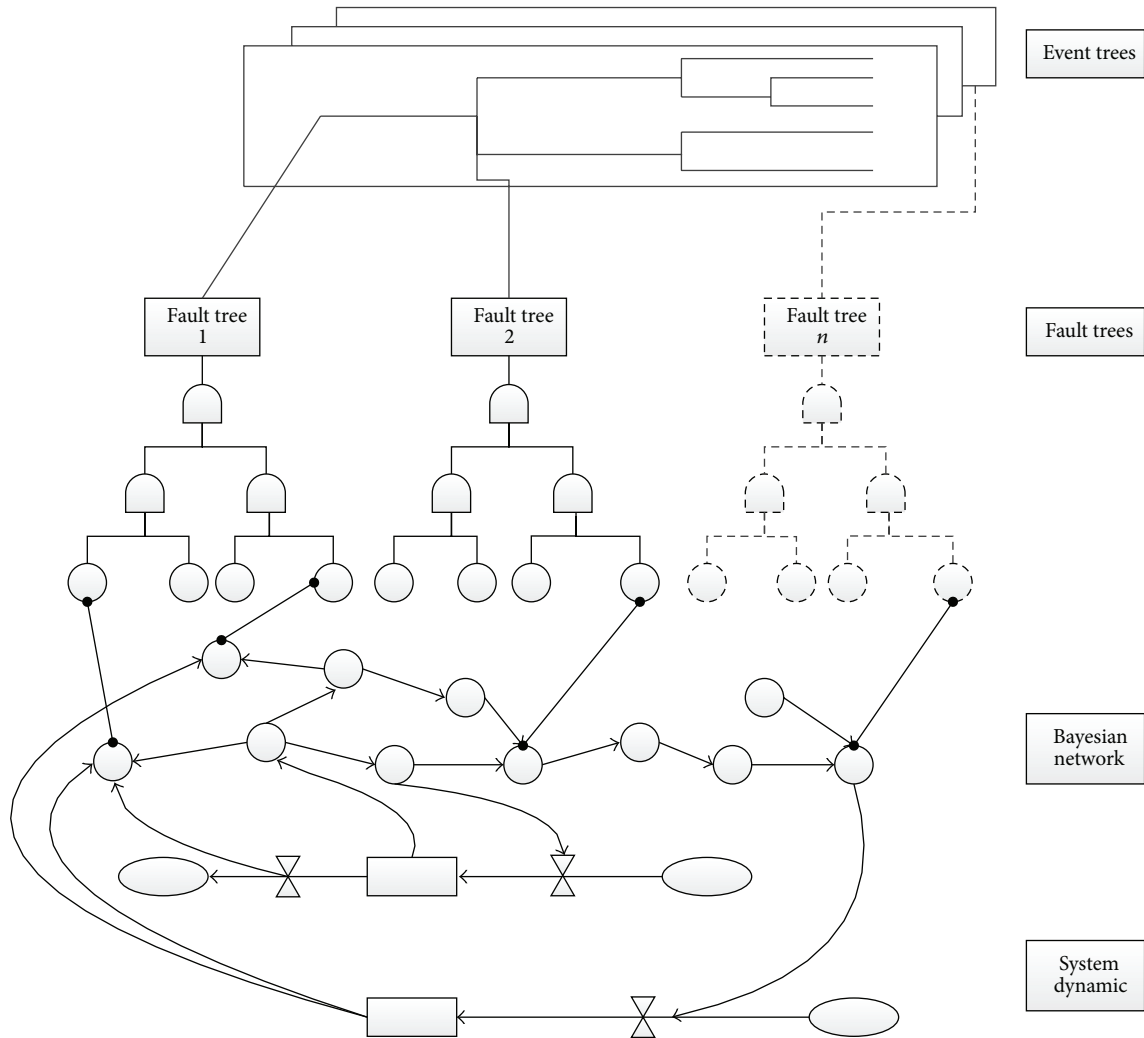 Event trees
Fault tree
1
Fault tree
2
Fault tree
n
Fault trees
Bayesian
network
System
dynamic